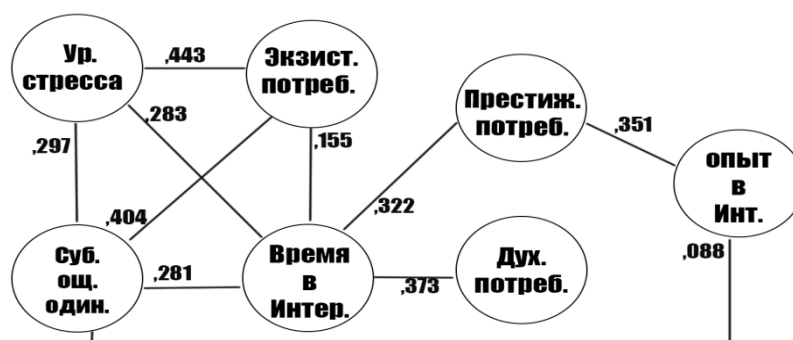 Ур.
стресса
,443
Экзист.
потреб.
Престиж.
потреб.
,351
опыт
в
Инт.
,297
,283
,155
,404
,322
,088
Суб.
ощ.
один.
,281
Время
в
Интер.
,373
Дух.
потреб.